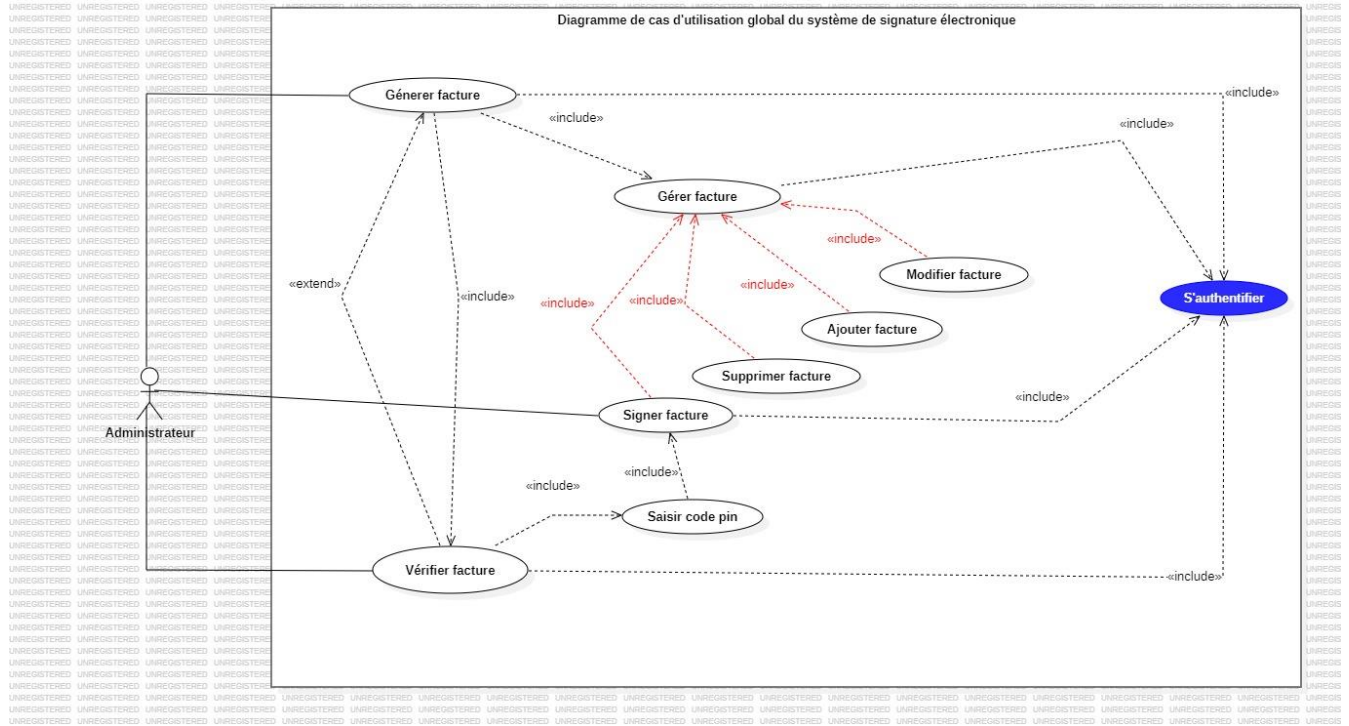 Diagramme de cas d'utilisation global du système de signature électronique
Génerer facture
«include»
«include»
«include»
Gérer facture
«include»
Modifier facture
«extend»
«include»
«include»
«include»
«include»
S'authentifier
Ajouter facture
Supprimer facture
«include»
Signer facture
Administrateur
«include»
«include»
Saisir code pin
Vérifier facture
«include»
UNREGISTERED